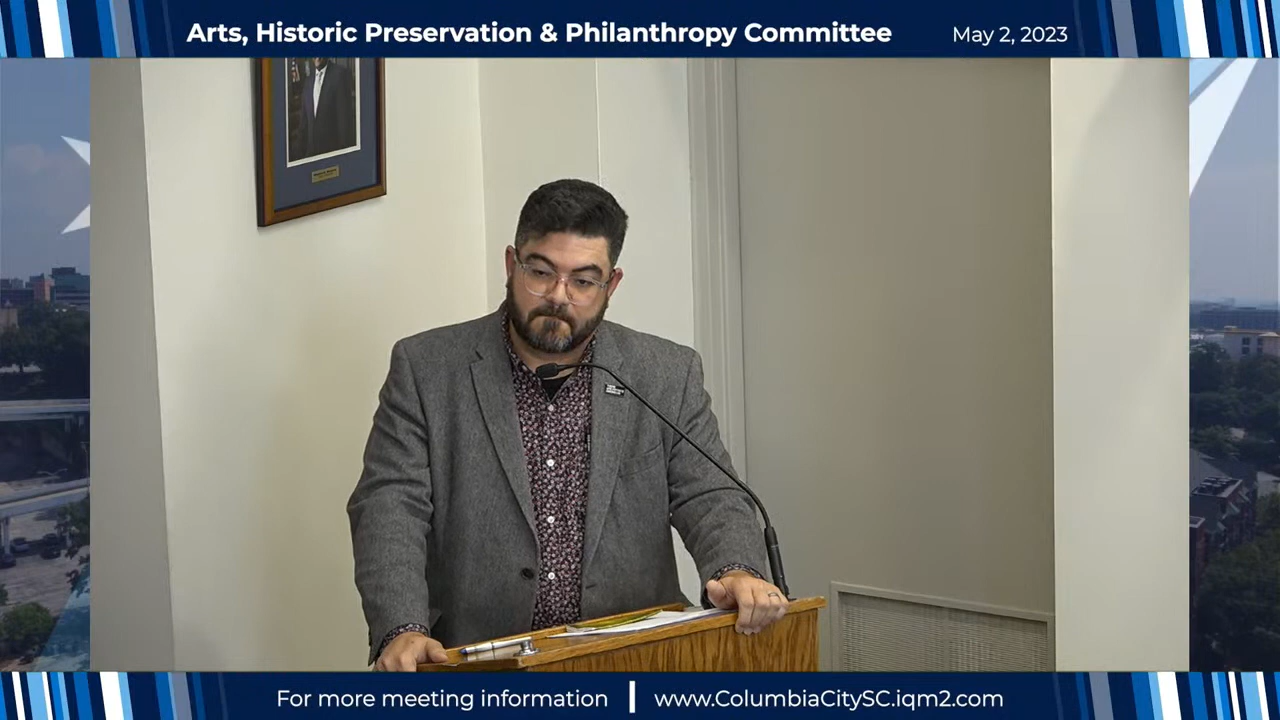 Arts, Historic Preservation & Philanthropy Committee
May 2, 2023
For more meeting information | www.ColumbiaCitySC.iqm2.com